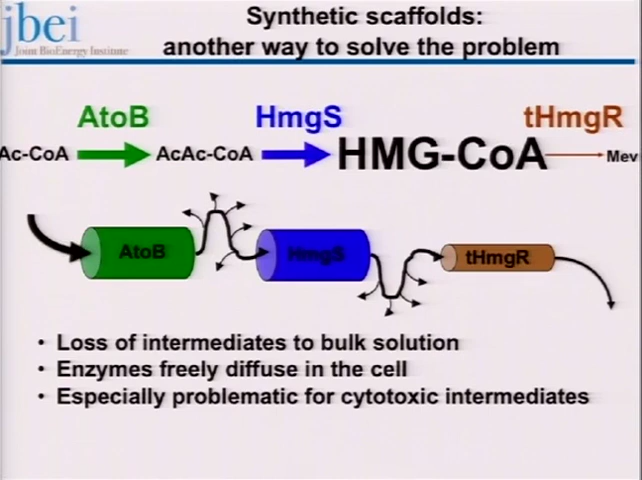 jbei
Joint BioEnergy Institute
Synthetic scaffolds:
another way to solve the problem
AtoB HmgS tHmgR
Ac-CoA AcAc-CoA HMG-CoA Mev
AtoB HmgS tHmgR
• Loss of intermediates to bulk solution
• Enzymes freely diffuse in the cell
• Especially problematic for cytotoxic intermediates